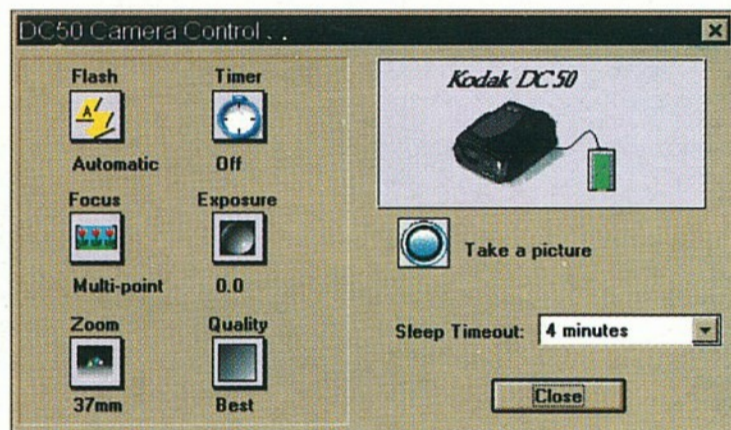 DC50 Camera Control . .
Flash Timer
A
Automatic Off
Focus Exposure
Multi-point 0.0
Zoom Quality
37mm Best
Kodak DC50
Take a picture
Sleep Timeout: 4 minutes
Close